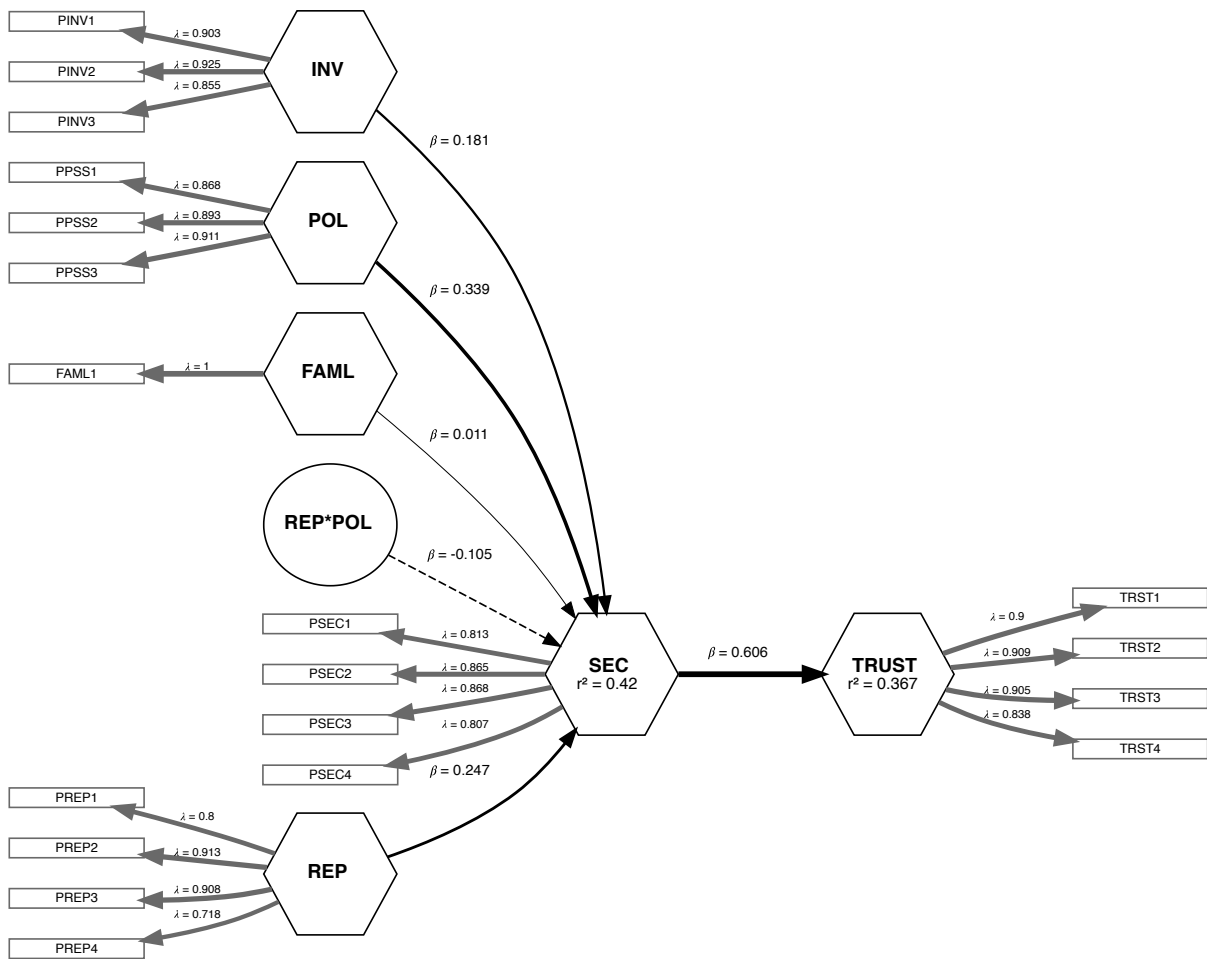 PINV1
λ = 0.903
PINV2
λ = 0.925
INV
λ = 0.855
PINV3
β = 0.181
PPSS1
λ = 0.868
PPSS2
λ = 0.893
POL
λ = 0.911
PPSS3
β = 0.339
FAML1
λ = 1
FAML
β = 0.011
REP*POL
β = -0.105
PSEC1
λ = 0.813
PSEC2
λ = 0.865
PSEC3
λ = 0.868
λ = 0.807
PSEC4
β = 0.247
SEC
r² = 0.42
β = 0.606
TRUST
r² = 0.367
λ = 0.9
TRST1
λ = 0.909
TRST2
λ = 0.905
TRST3
λ = 0.838
TRST4
PREP1
λ = 0.8
PREP2
λ = 0.913
REP
PREP3
λ = 0.908
λ = 0.718
PREP4